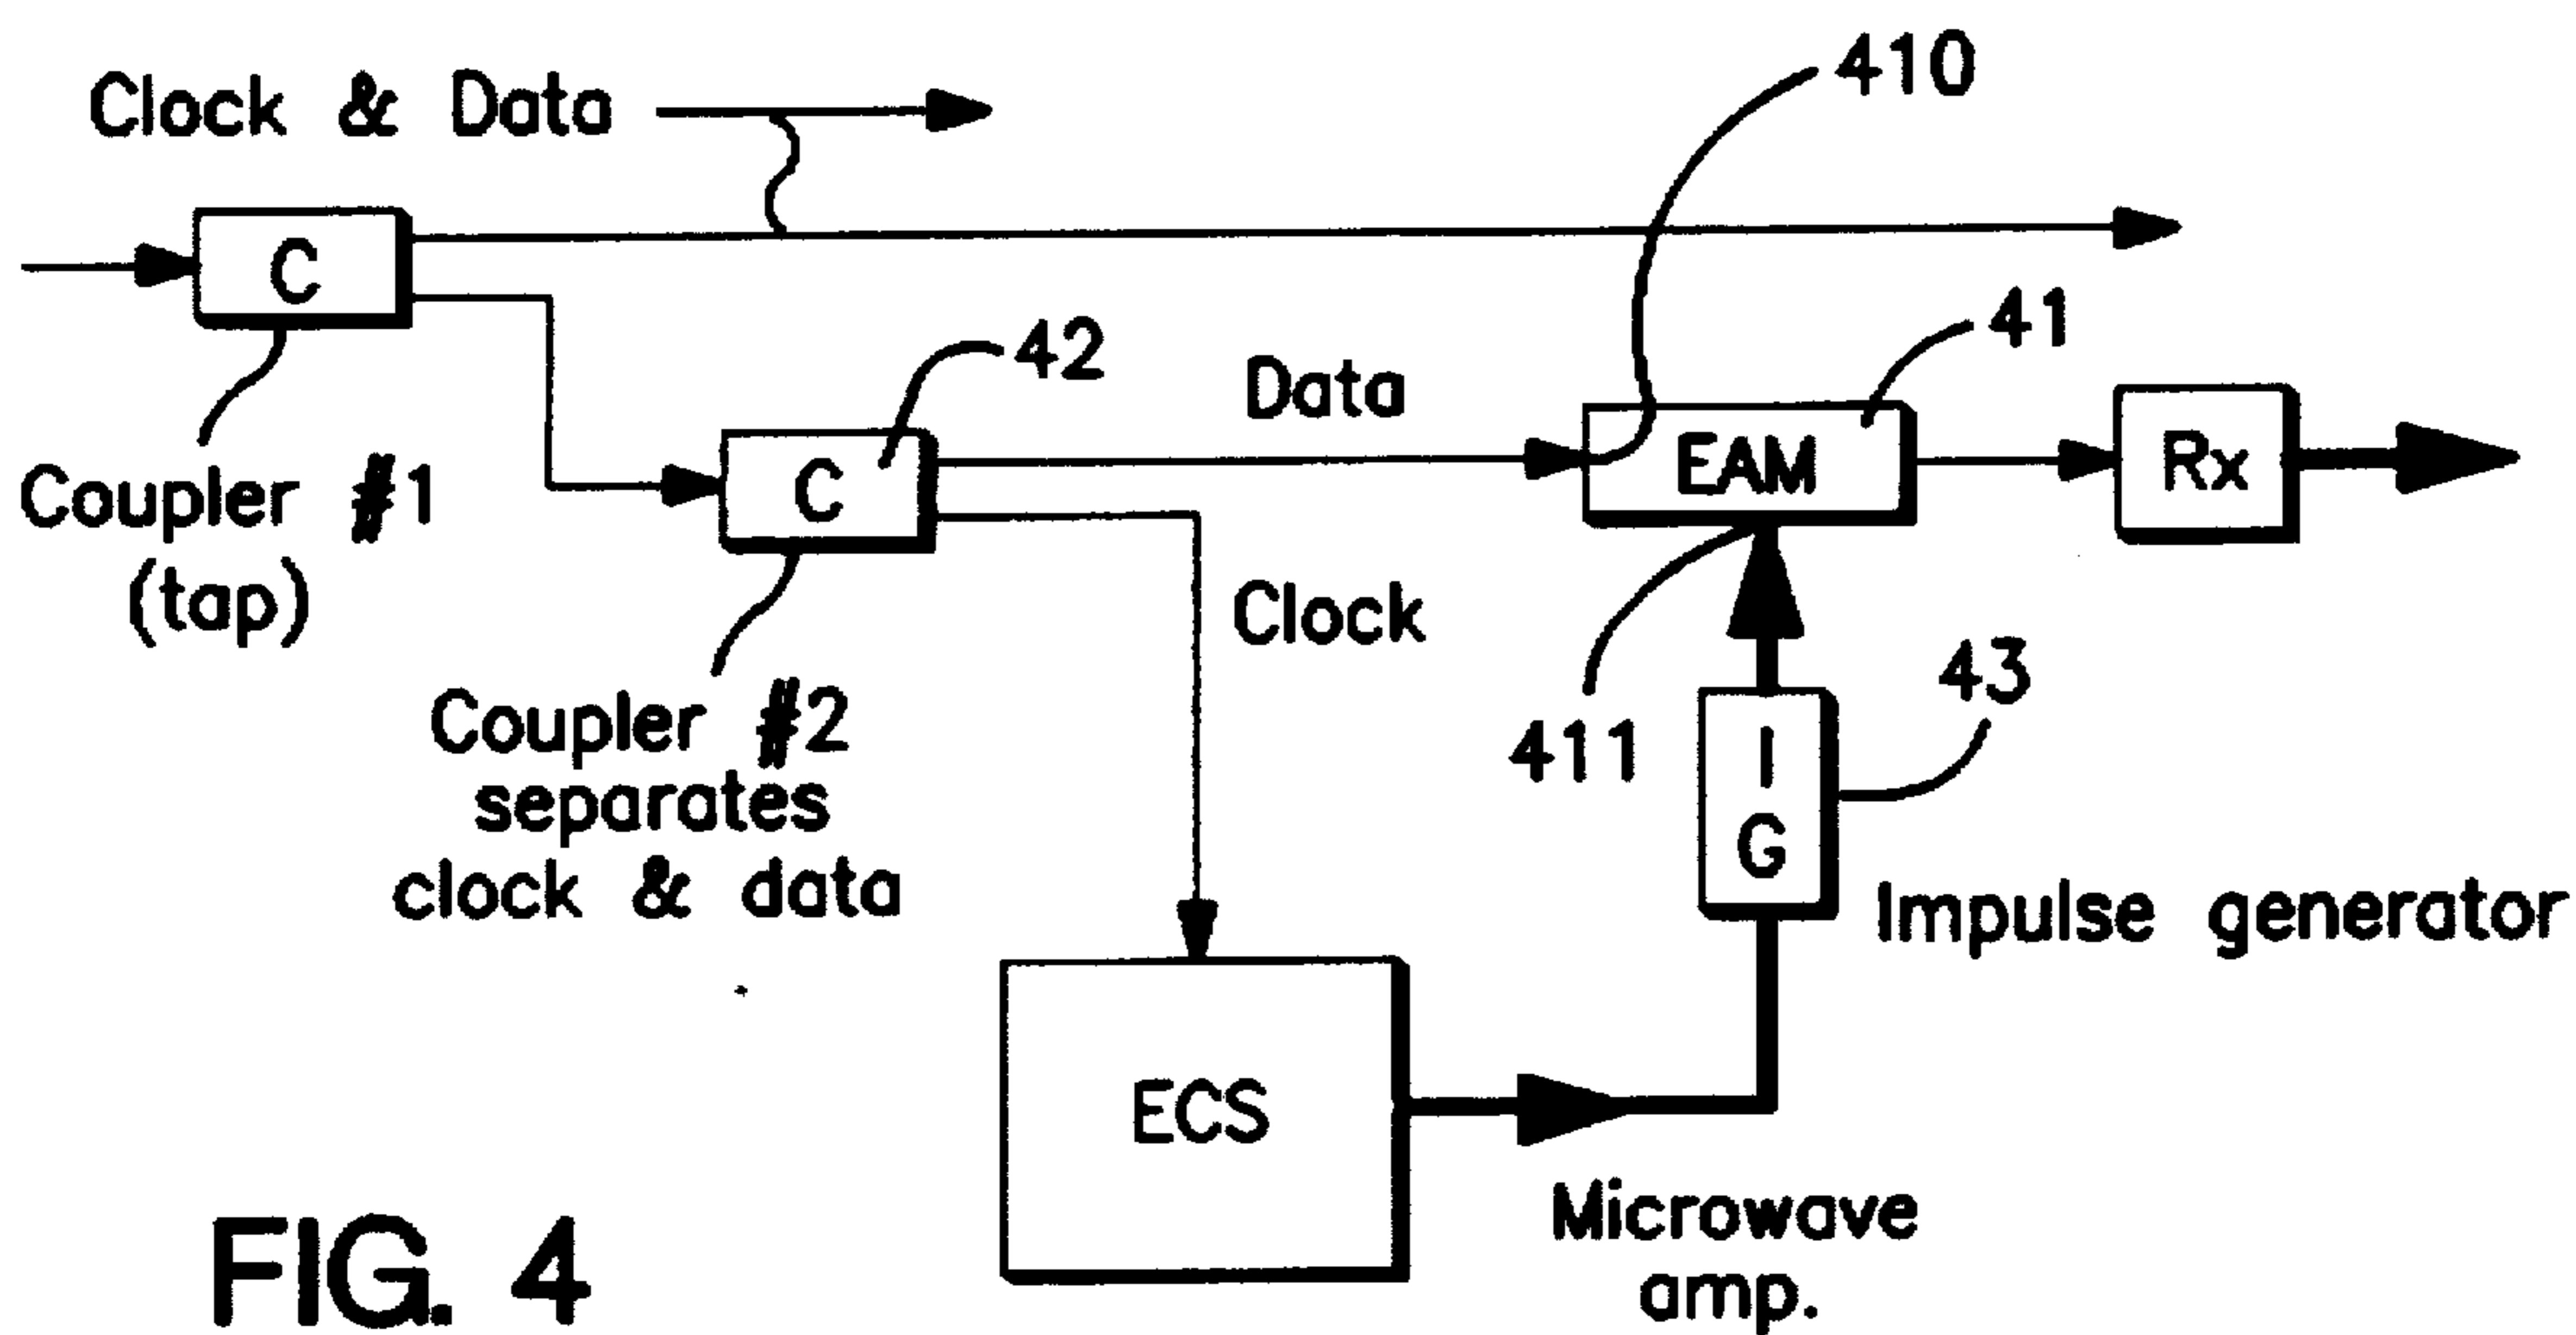 Clock & Data
410
C
41
42
Data
Coupler #1
(tap)
C
EAM
Rx
Clock
Coupler #2
separates
clock & data
411
43
I
G
Impulse generator
ECS
Microwave
amp.
FIG. 4